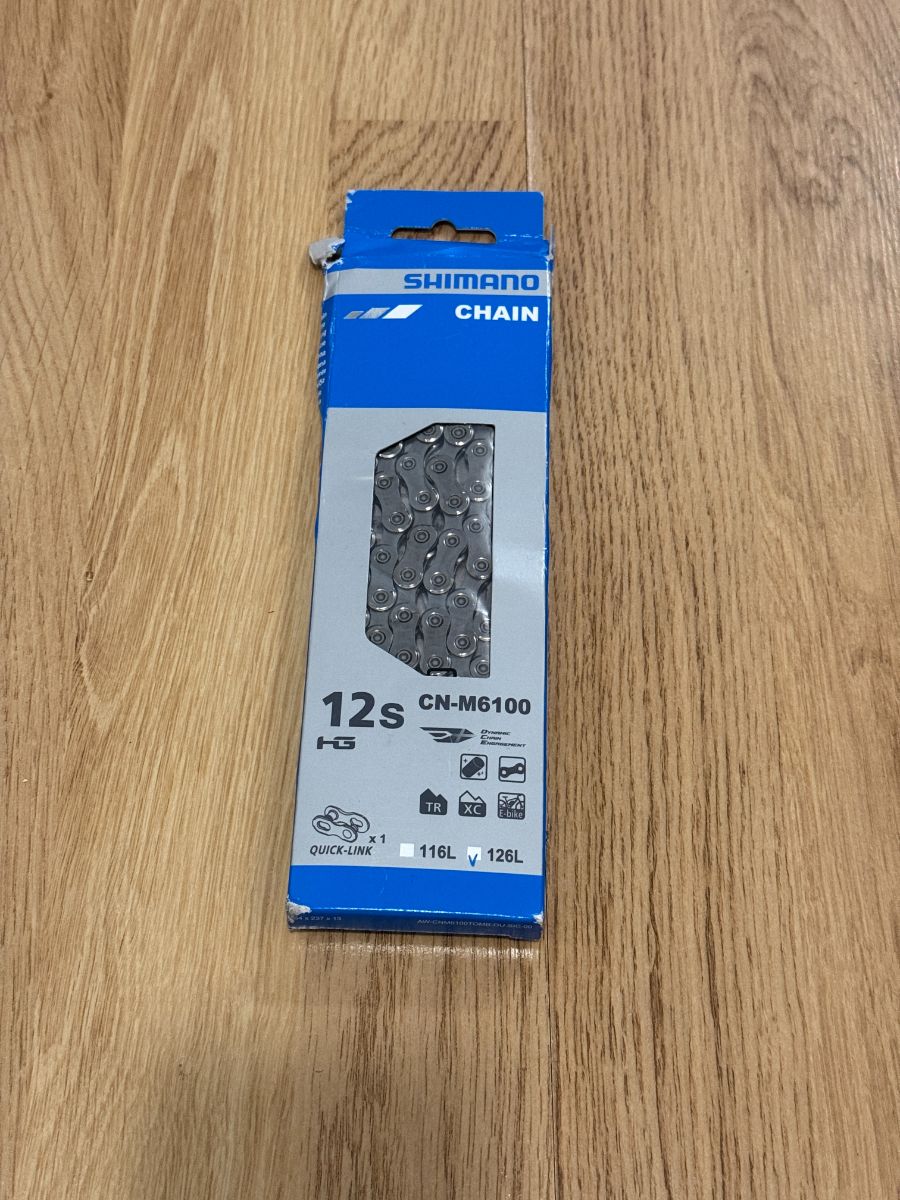 SHIMANO
CHAIN
12s
CN-M6100
HG
DYNAMIC
CHAIN
ENGAGEMENT
TR
XC
E-bike
x 1
QUICK-LINK
116L
126L